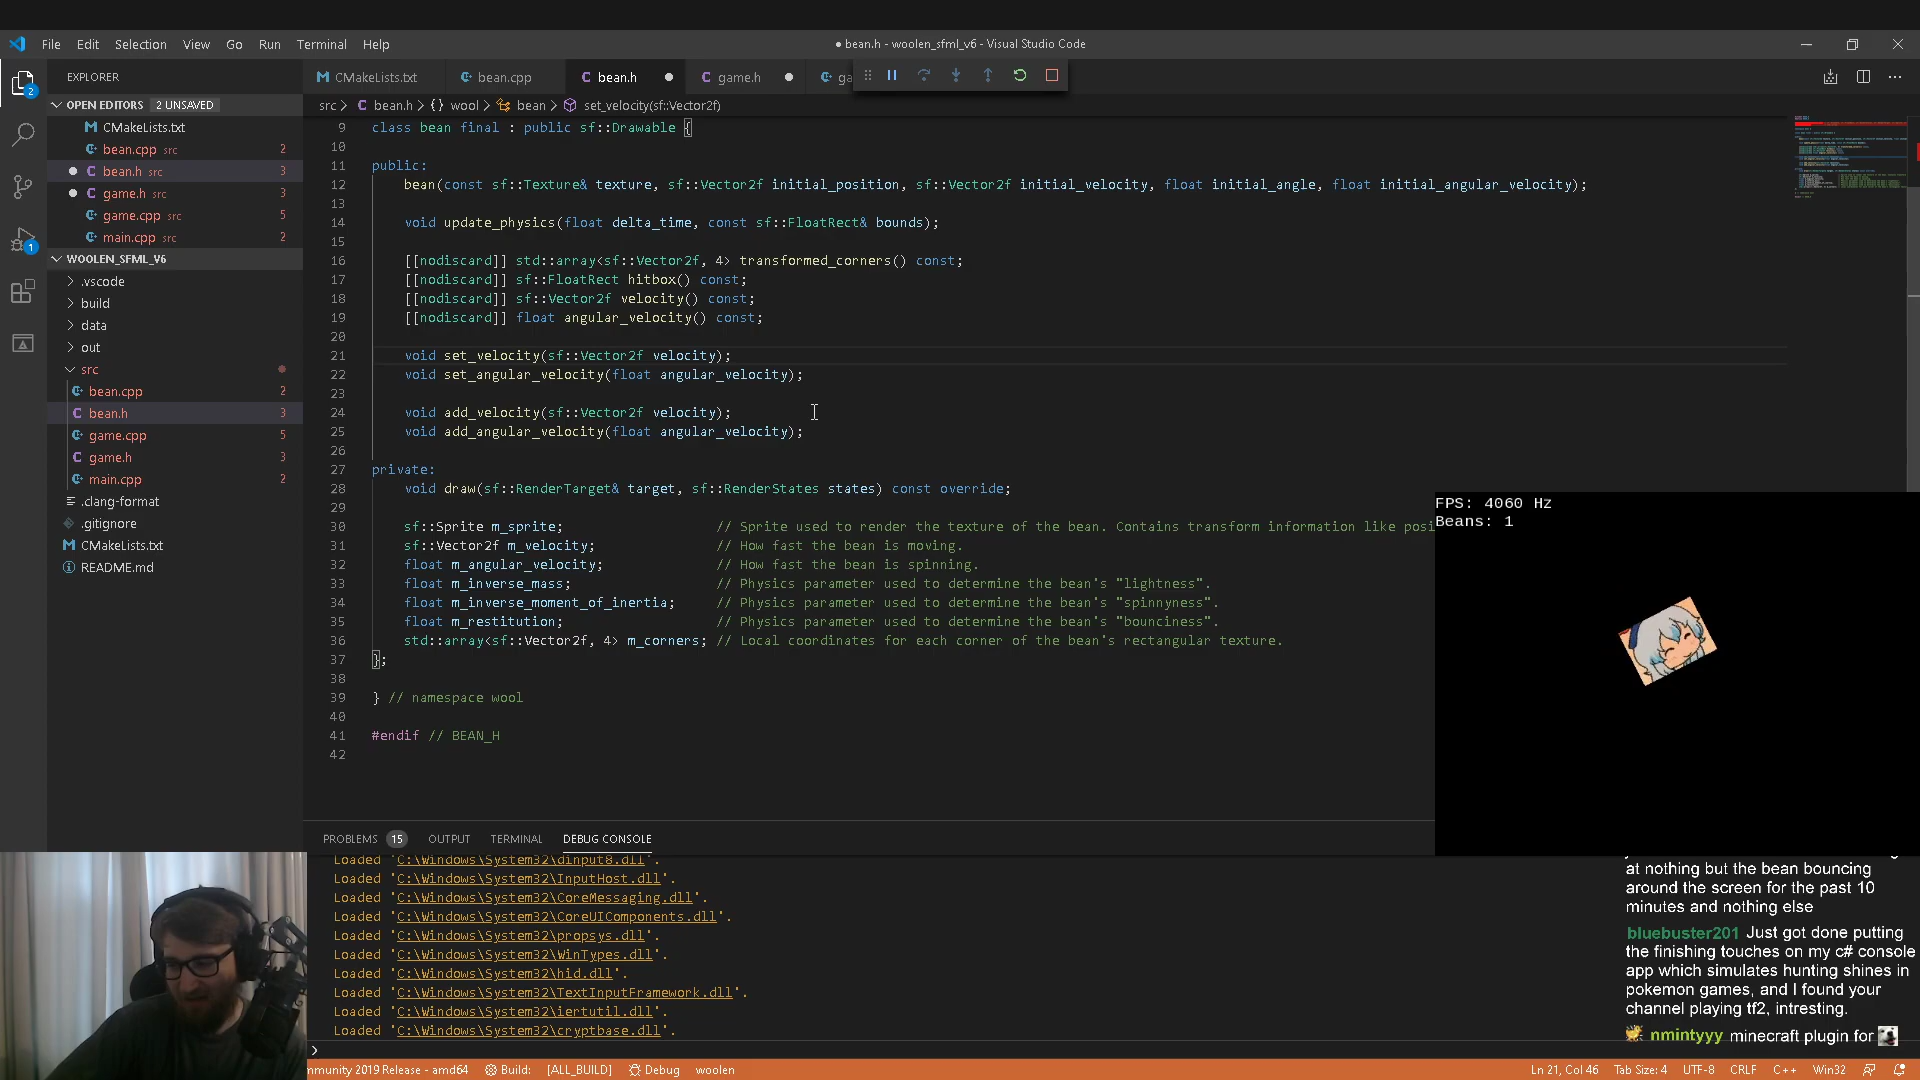 File Edit Selection View Go Run Terminal Help
● bean.h - woolen_sfml_v6 - Visual Studio Code
EXPLORER
CMakeLists.txt bean.cpp bean.h game.h ga
OPEN EDITORS 2 UNSAVED
CMakeLists.txt
bean.cpp src 2
bean.h src 3
game.h src 3
game.cpp src 5
main.cpp src 2
WOOLEN_SFML_V6
.vscode
build
data
out
src
bean.cpp 2
bean.h 3
game.cpp 5
game.h 3
main.cpp 2
.clang-format
.gitignore
CMakeLists.txt
README.md
2
1
src > bean.h > {} wool > bean > set_velocity(sf::Vector2f)
9 class bean final : public sf::Drawable {
10
11 public:
12 bean(const sf::Texture& texture, sf::Vector2f initial_position, sf::Vector2f initial_velocity, float initial_angle, float initial_angular_velocity);
13
14 void update_physics(float delta_time, const sf::FloatRect& bounds);
15
16 [[nodiscard]] std::array<sf::Vector2f, 4> transformed_corners() const;
17 [[nodiscard]] sf::FloatRect hitbox() const;
18 [[nodiscard]] sf::Vector2f velocity() const;
19 [[nodiscard]] float angular_velocity() const;
20
21 void set_velocity(sf::Vector2f velocity);
22 void set_angular_velocity(float angular_velocity);
23
24 void add_velocity(sf::Vector2f velocity);
25 void add_angular_velocity(float angular_velocity);
26
27 private:
28 void draw(sf::RenderTarget& target, sf::RenderStates states) const override;
29
30 sf::Sprite m_sprite; // Sprite used to render the texture of the bean. Contains transform information like posi
31 sf::Vector2f m_velocity; // How fast the bean is moving.
32 float m_angular_velocity; // How fast the bean is spinning.
33 float m_inverse_mass; // Physics parameter used to determine the bean's "lightness".
34 float m_inverse_moment_of_inertia; // Physics parameter used to determine the bean's "spinnyness".
35 float m_restitution; // Physics parameter used to determine the bean's "bounciness".
36 std::array<sf::Vector2f, 4> m_corners; // Local coordinates for each corner of the bean's rectangular texture.
37 };
38
39 } // namespace wool
40
41 #endif // BEAN_H
42
FPS: 4060 Hz
Beans: 1
PROBLEMS 15 OUTPUT TERMINAL DEBUG CONSOLE
Loaded 'C:\Windows\System32\dinput8.dll'.
Loaded 'C:\Windows\System32\InputHost.dll'.
Loaded 'C:\Windows\System32\CoreMessaging.dll'.
Loaded 'C:\Windows\System32\CoreUIComponents.dll'.
Loaded 'C:\Windows\System32\propsys.dll'.
Loaded 'C:\Windows\System32\WinTypes.dll'.
Loaded 'C:\Windows\System32\hid.dll'.
Loaded 'C:\Windows\System32\TextInputFramework.dll'.
Loaded 'C:\Windows\System32\iertutil.dll'.
Loaded 'C:\Windows\System32\cryptbase.dll'.
at nothing but the bean bouncing
around the screen for the past 10
minutes and nothing else
bluebuster201 Just got done putting
the finishing touches on my c# console
app which simulates hunting shines in
pokemon games, and I found your
channel playing tf2, intresting.
nmintyyy minecraft plugin for
mmunity 2019 Release - amd64 Build: [ALL_BUILD] Debug woolen Ln 21, Col 46 Tab Size: 4 UTF-8 CRLF C++ Win32